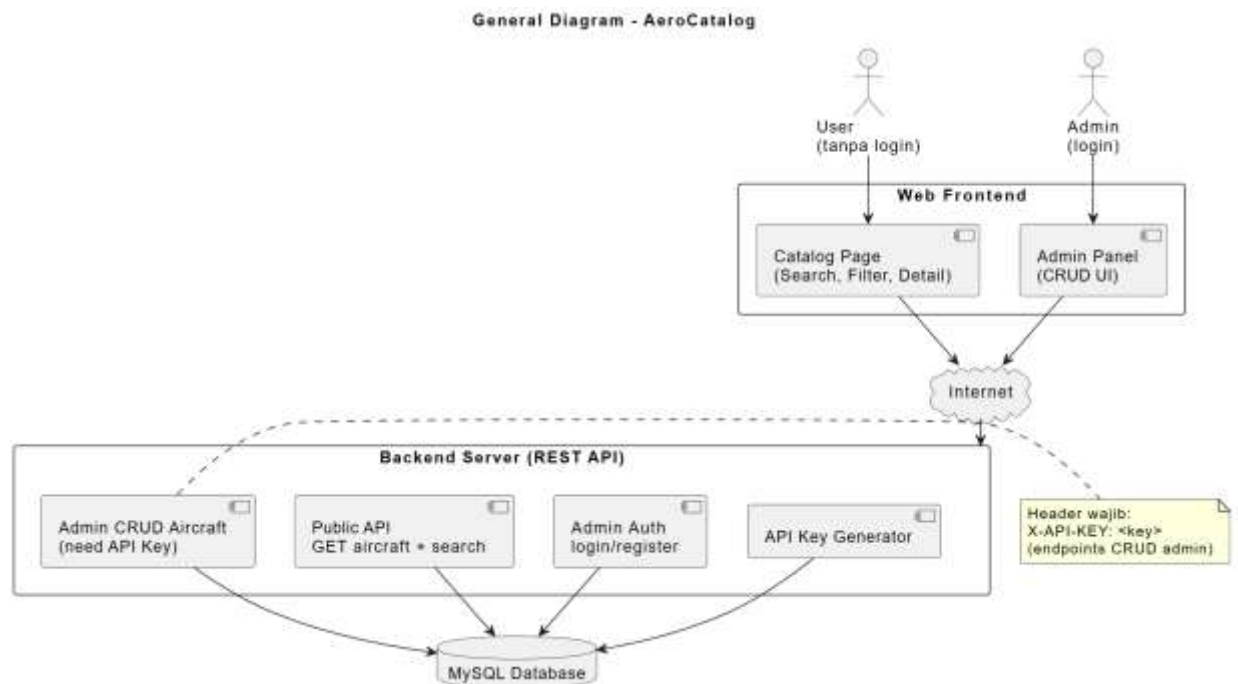 General Diagram - AeroCatalog
User
(tanpa login)
Admin
(login)
Web Frontend
Catalog Page
(Search, Filter, Detail)
Admin Panel
(CRUD UI)
Internet
Backend Server (REST API)
Admin CRUD Aircraft
(need API Key)
Public API
GET aircraft + search
Admin Auth
login/register
API Key Generator
Header wajib:
X-API-KEY: <key>
(endpoints CRUD admin)
MySQL Database